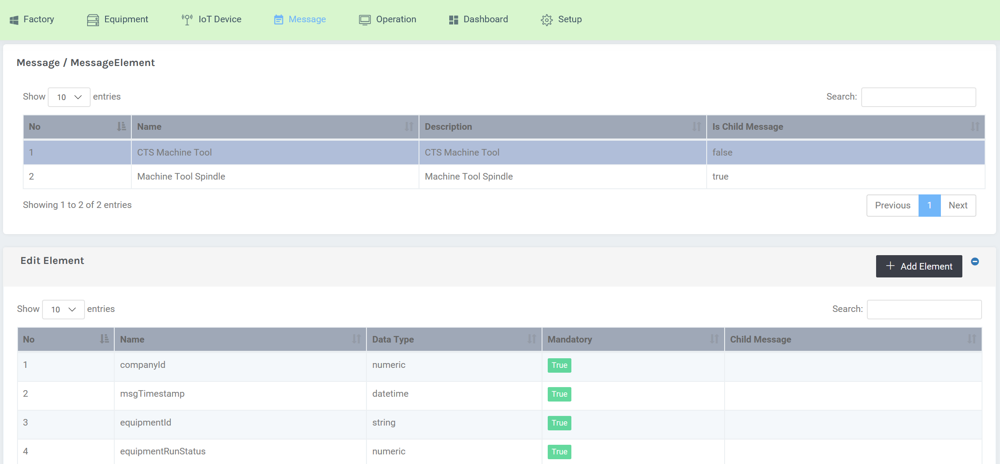 Factory Equipment IoT Device Message Operation Dashboard Setup
Message / MessageElement
Show 10 entries Search:
No Name Description Is Child Message
1 CTS Machine Tool CTS Machine Tool false
2 Machine Tool Spindle Machine Tool Spindle true
Showing 1 to 2 of 2 entries Previous 1 Next
Edit Element + Add Element
Show 10 entries Search:
No Name Data Type Mandatory Child Message
1 companyId numeric True
2 msgTimestamp datetime True
3 equipmentId string True
4 equipmentRunStatus numeric True